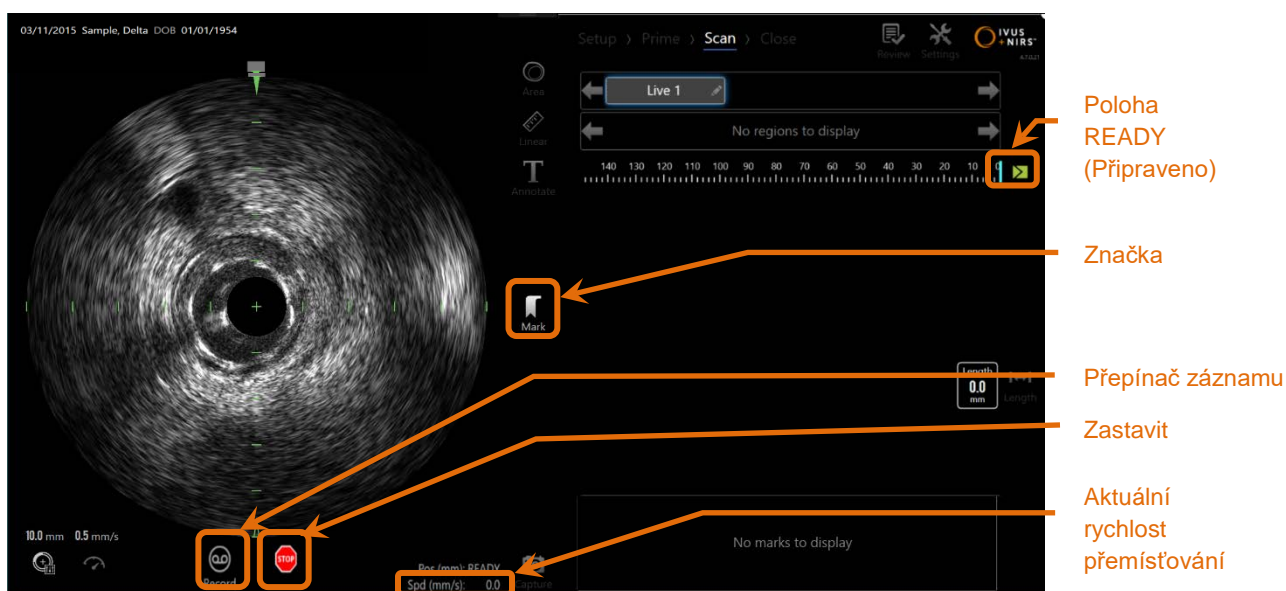 03/11/2015 Sample, Delta DOB 01/01/1954
Setup > Prime > Scan > Close
Review
Settings
IVUS
+NIRS
Area
Live 1
Linear
No regions to display
Annotate
140 130 120 110 100 90 80 70 60 50 40 30 20 10 0
Poloha
READY
(Připraveno)
Značka
Mark
Length
0.0
mm
Length
Přepínač záznamu
Zastavit
Aktuální
rychlost
přemísťování
10.0 mm 0.5 mm/s
STOP
Record
No marks to display
Pos (mm): READY
Spd (mm/s): 0.0
Capture